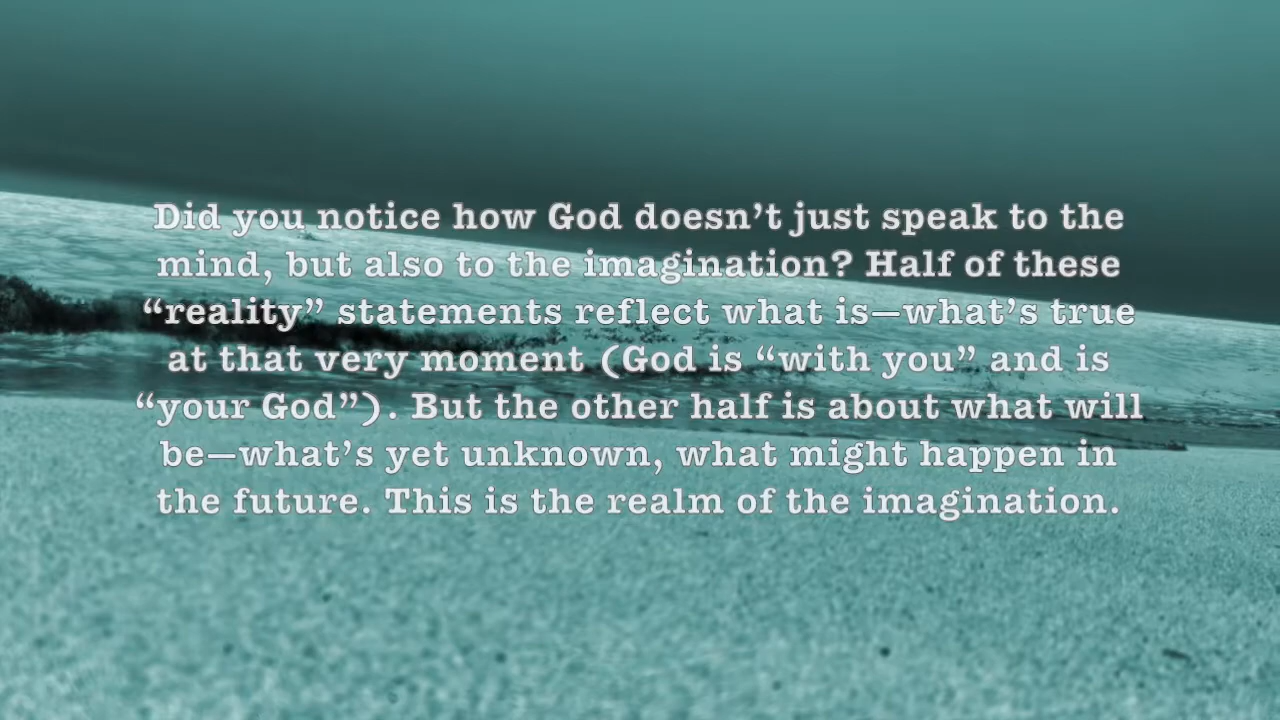 Did you notice how God doesn’t just speak to the
mind, but also to the imagination? Half of these
“reality” statements reflect what is—what’s true
at that very moment (God is “with you” and is
“your God”). But the other half is about what will
be—what’s yet unknown, what might happen in
the future. This is the realm of the imagination.